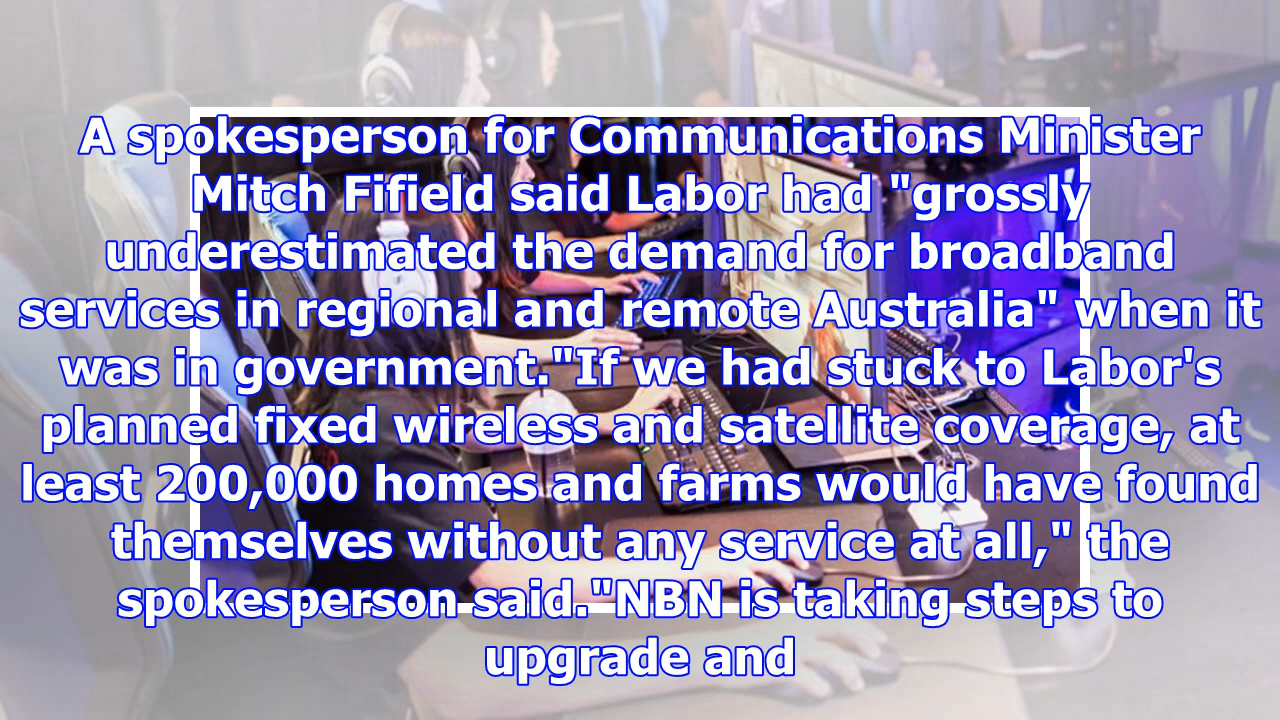 A spokesperson for Communications Minister
Mitch Fifield said Labor had "grossly
underestimated the demand for broadband
services in regional and remote Australia" when it
was in government."If we had stuck to Labor's
planned fixed wireless and satellite coverage, at
least 200,000 homes and farms would have found
themselves without any service at all," the
spokesperson said."NBN is taking steps to
upgrade and